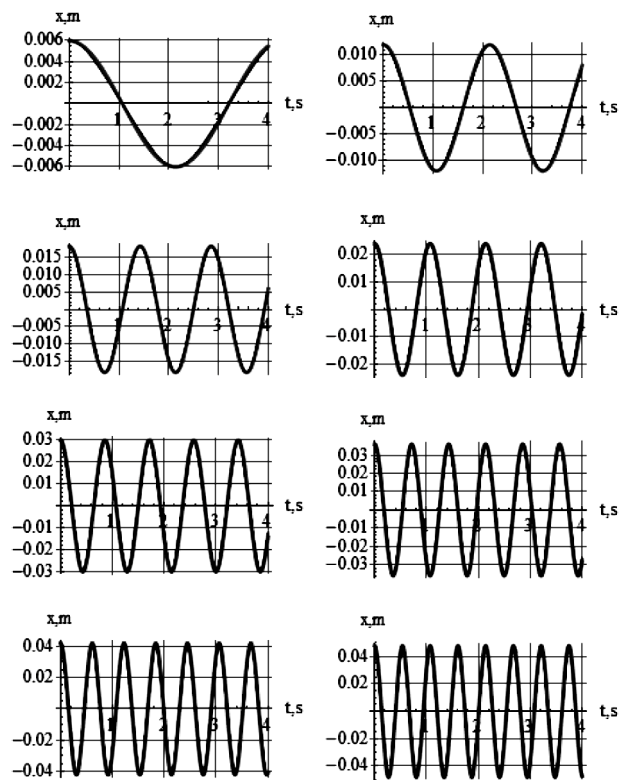 x,m
0.006
0.004
0.002
1 2 3 4 t,s
−0.002
−0.004
−0.006
x,m
0.010
0.005
1 2 3 4 t,s
−0.005
−0.010
x,m
0.015
0.010
0.005
1 2 3 4 t,s
−0.005
−0.010
−0.015
x,m
0.02
0.01
1 2 3 4 t,s
−0.01
−0.02
x,m
0.03
0.02
0.01
1 2 3 4 t,s
−0.01
−0.02
−0.03
x,m
0.03
0.02
0.01
1 2 3 4 t,s
−0.01
−0.02
−0.03
x,m
0.04
0.02
1 2 3 4 t,s
−0.02
−0.04
x,m
0.04
0.02
1 2 3 4 t,s
−0.02
−0.04